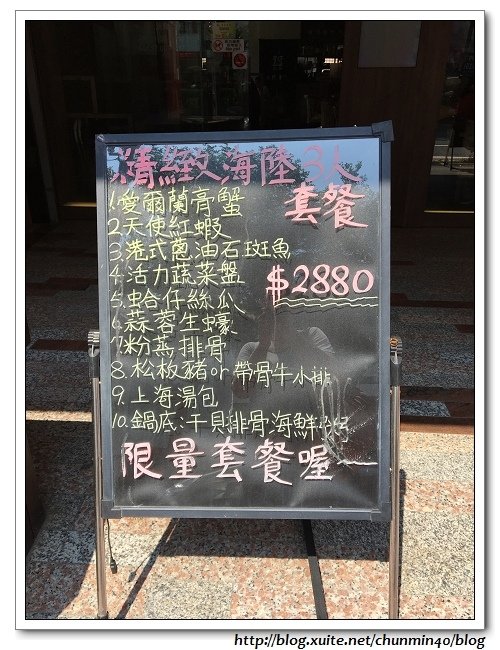 精緻海陸3人
套餐
1.愛爾蘭膏蟹
2.天使紅蝦
3.港式蔥油石斑魚
$2880
4.活力蔬菜盤
5.蛤仔絲瓜
6.蒜蓉生蠔
7.粉蒸排骨
8.松板豬or帶骨牛小排
9.上海湯包
10.鍋底:干貝排骨海鮮
限量套餐喔
http://blog.xuite.net/chunmin40/blog